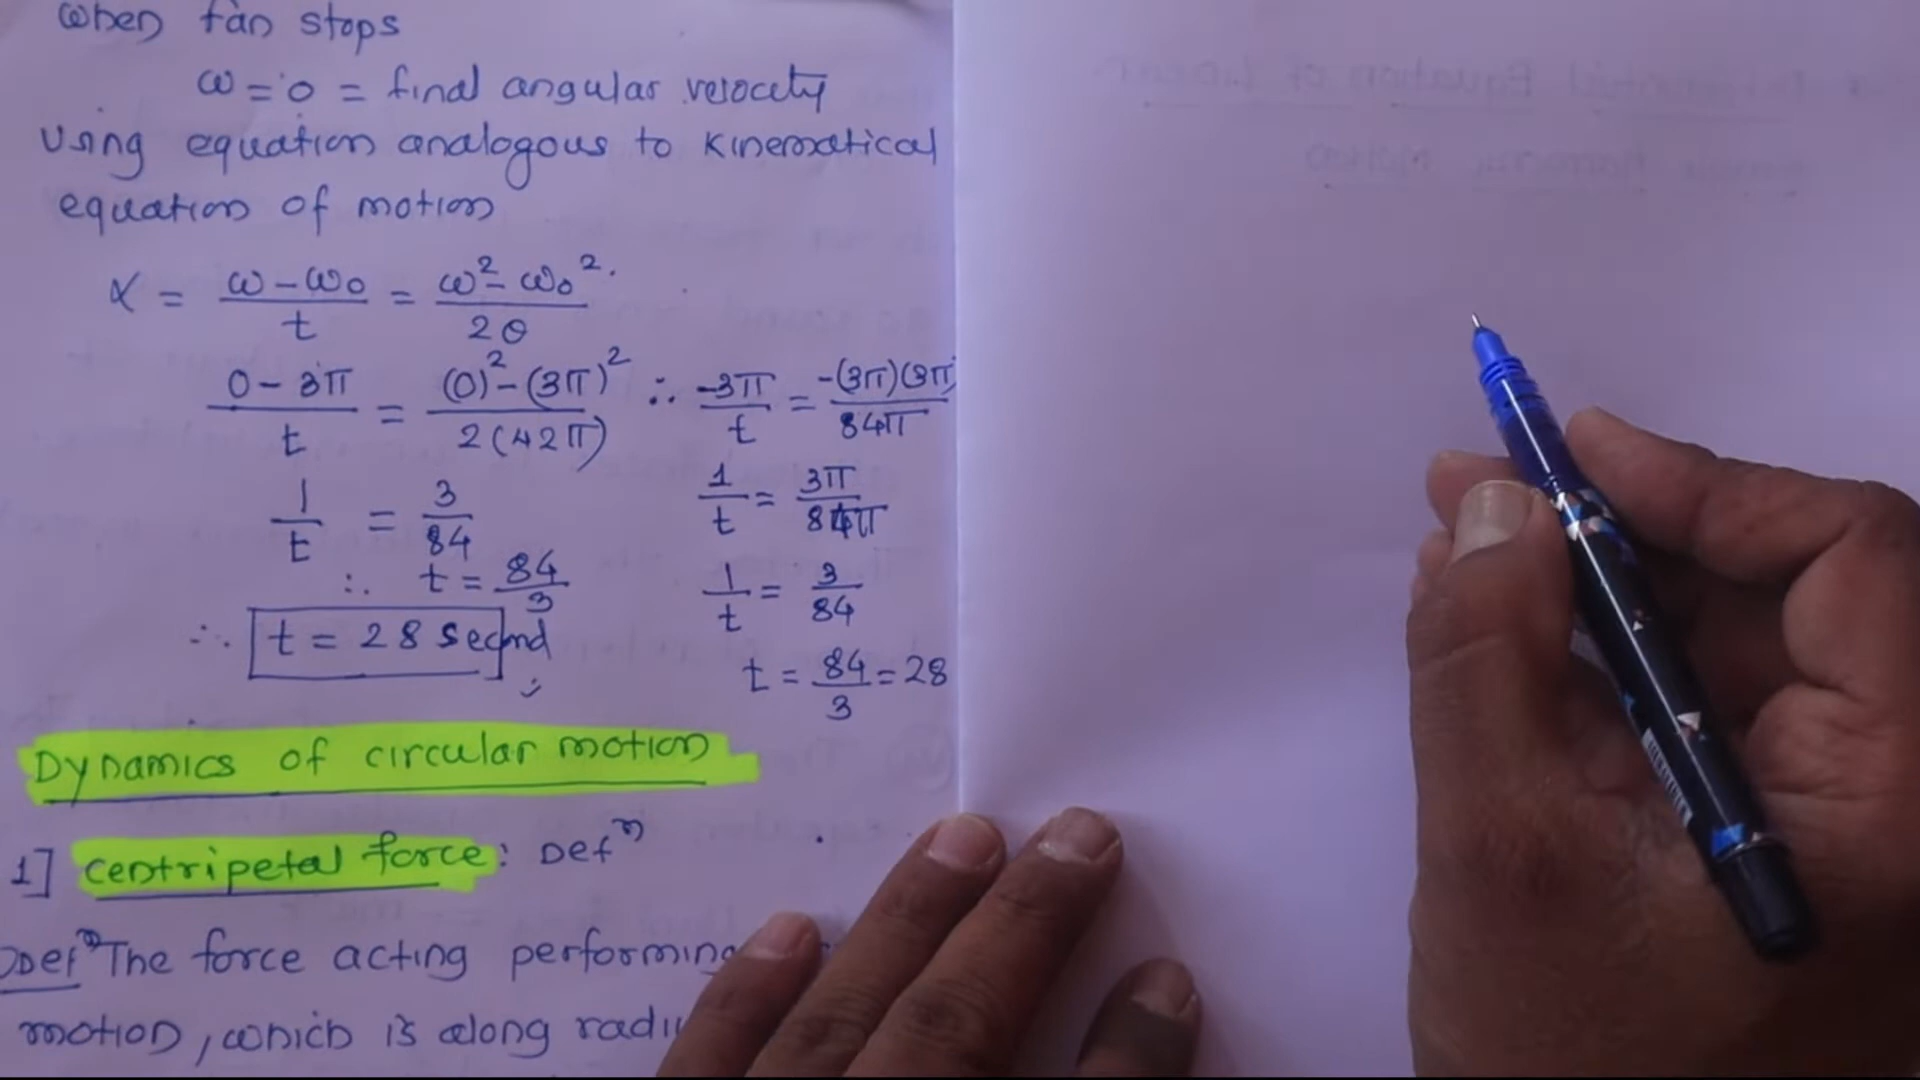 when fan stops
ω = 0 = final angular velocity
Using equation analogous to kinematical
equation of motion
α = (ω - ω₀)/t = (ω² - ω₀²)/2θ
(0 - 3π)/t = ((0)² - (3π)²)/2(42π) ∴ -3π/t = -(3π)(3π)/84π
1/t = 3/84
∴ t = 84/3
∴ t = 28 second
1/t = 3π/84π
1/t = 3/84
t = 84/3 = 28
Dynamics of circular motion
1] centripetal force : Defⁿ
Defⁿ The force acting performing
motion, which is along